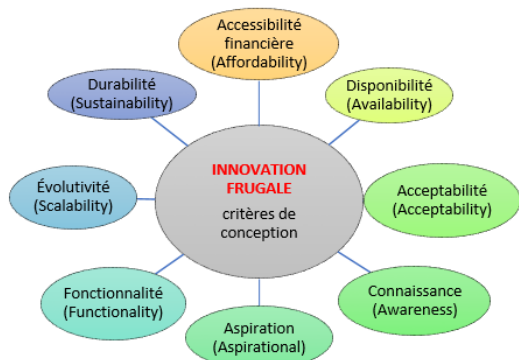 Accessibilité
financière
(Affordability)
Durabilité
(Sustainability)
Disponibilité
(Availability)
INNOVATION
FRUGALE
critères de
conception
Évolutivité
(Scalability)
Acceptabilité
(Acceptability)
Fonctionnalité
(Functionality)
Connaissance
(Awareness)
Aspiration
(Aspirational)